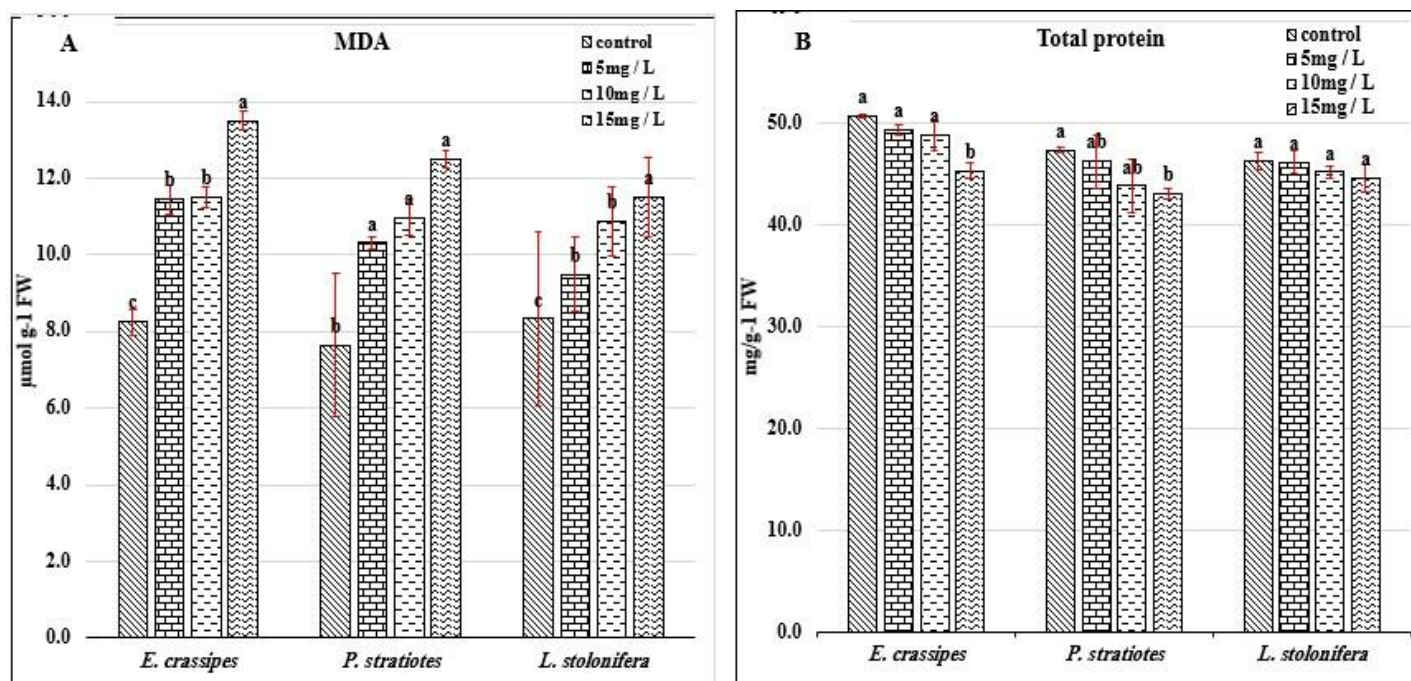 A
MDA
control
5mg / L
10mg / L
15mg / L
14.0
12.0
10.0
8.0
6.0
4.0
2.0
0.0
µmol g-1 FW
c
b
b
a
b
a
a
a
c
b
b
a
E. crassipes
P. stratiotes
L. stolonifera
B
Total protein
control
5mg / L
10mg / L
15mg / L
50.0
40.0
30.0
20.0
10.0
0.0
mg/g-1 FW
a
a
a
b
a
ab
ab
b
a
a
a
a
E. crassipes
P. stratiotes
L. stolonifera